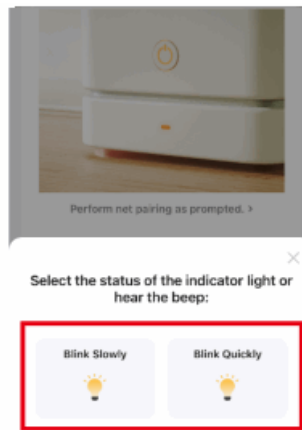 Perform net pairing as prompted. >
Select the status of the indicator light or
hear the beep:
Blink Slowly
Blink Quickly